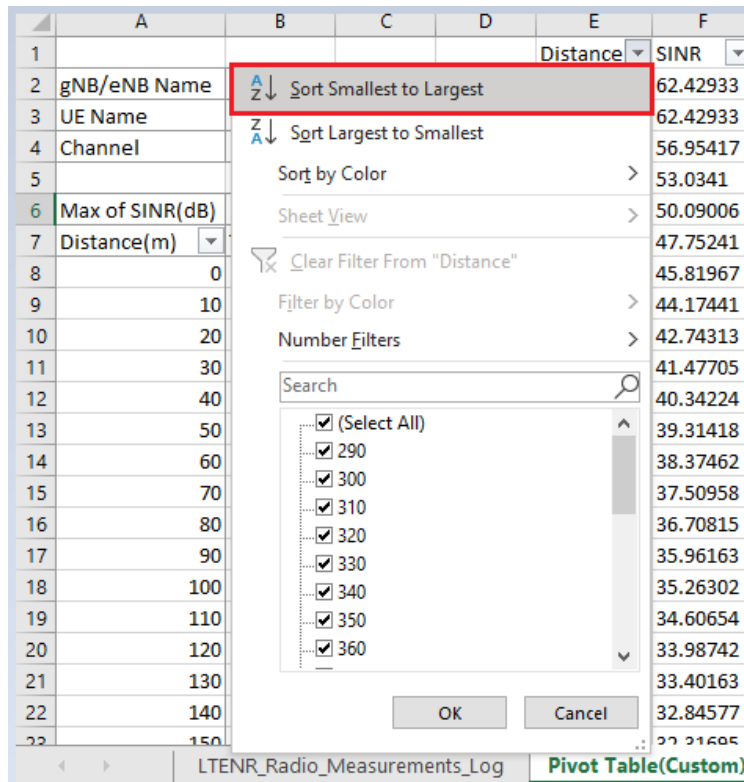 A B C D E F
1 Distance SINR
2 gNB/eNB Name Sort Smallest to Largest 62.42933
3 UE Name Sort Largest to Smallest 62.42933
4 Channel 56.95417
5 Sort by Color 53.0341
6 Max of SINR(dB) Sheet View 50.09006
7 Distance(m) Clear Filter From "Distance" 47.75241
8 0 45.81967
9 10 Filter by Color 44.17441
10 20 Number Filters 42.74313
11 30 41.47705
12 40 Search 40.34224
13 50 (Select All) 39.31418
14 60 290 38.37462
15 70 300 37.50958
16 80 310 36.70815
320
17 90 330 35.96163
18 100 340 35.26302
19 110 350 34.60654
20 120 360 33.98742
21 130 33.40163
22 140 OK Cancel 32.84577
23 150 32.31695
LTENR_Radio_Measurements_Log Pivot Table(Custom)